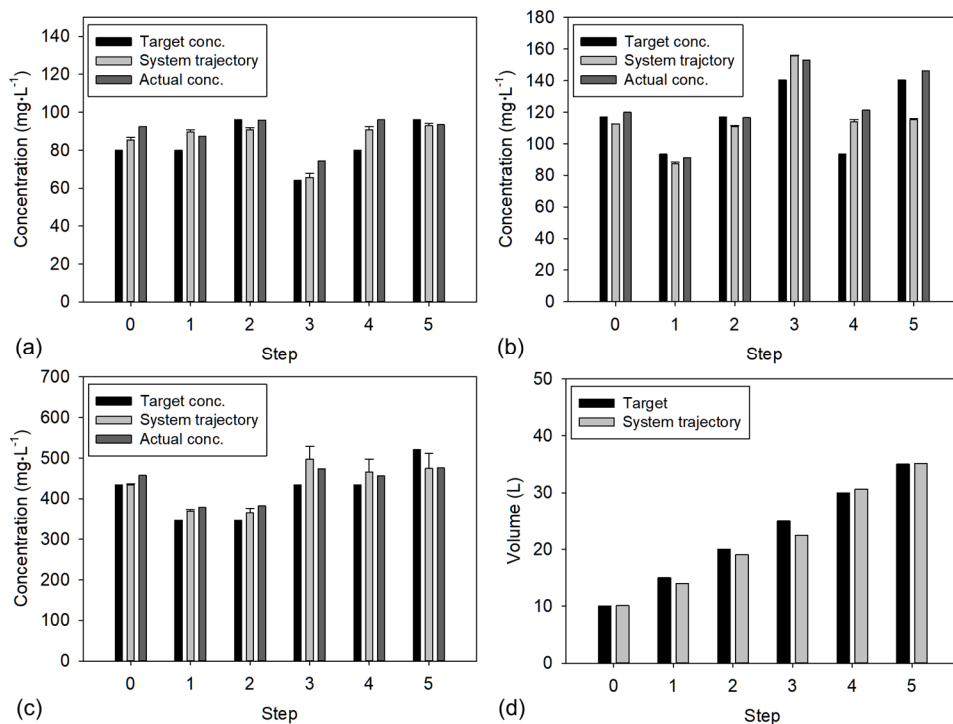 140
120
100
80
60
40
20
0
Concentration (mg·L⁻¹)
Target conc.
System trajectory
Actual conc.
0 1 2 3 4 5
Step
(a)
180
160
140
120
100
80
60
40
20
0
Concentration (mg·L⁻¹)
Target conc.
System trajectory
Actual conc.
0 1 2 3 4 5
Step
(b)
700
600
500
400
300
200
100
0
Concentration (mg·L⁻¹)
Target conc.
System trajectory
Actual conc.
0 1 2 3 4 5
Step
(c)
50
40
30
20
10
0
Volume (L)
Target
System trajectory
0 1 2 3 4 5
Step
(d)